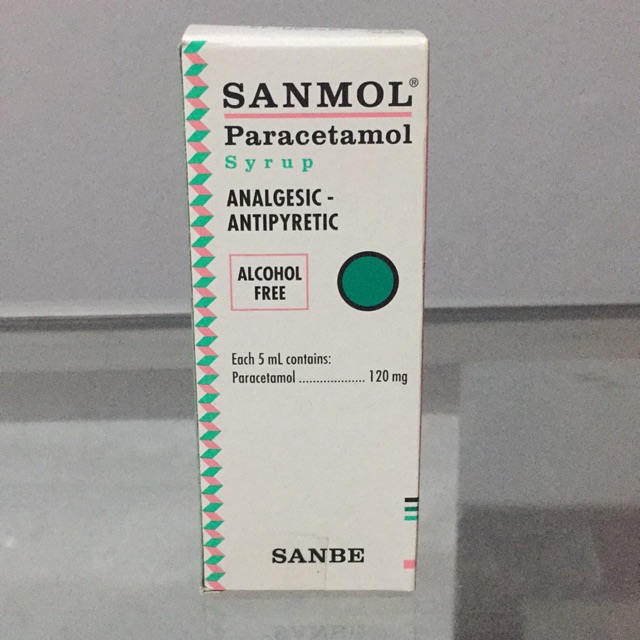 SANMOL®
Paracetamol
Syrup
ANALGESIC -
ANTIPYRETIC
ALCOHOL
FREE
Each 5 mL contains:
Paracetamol ................... 120 mg
SANBE